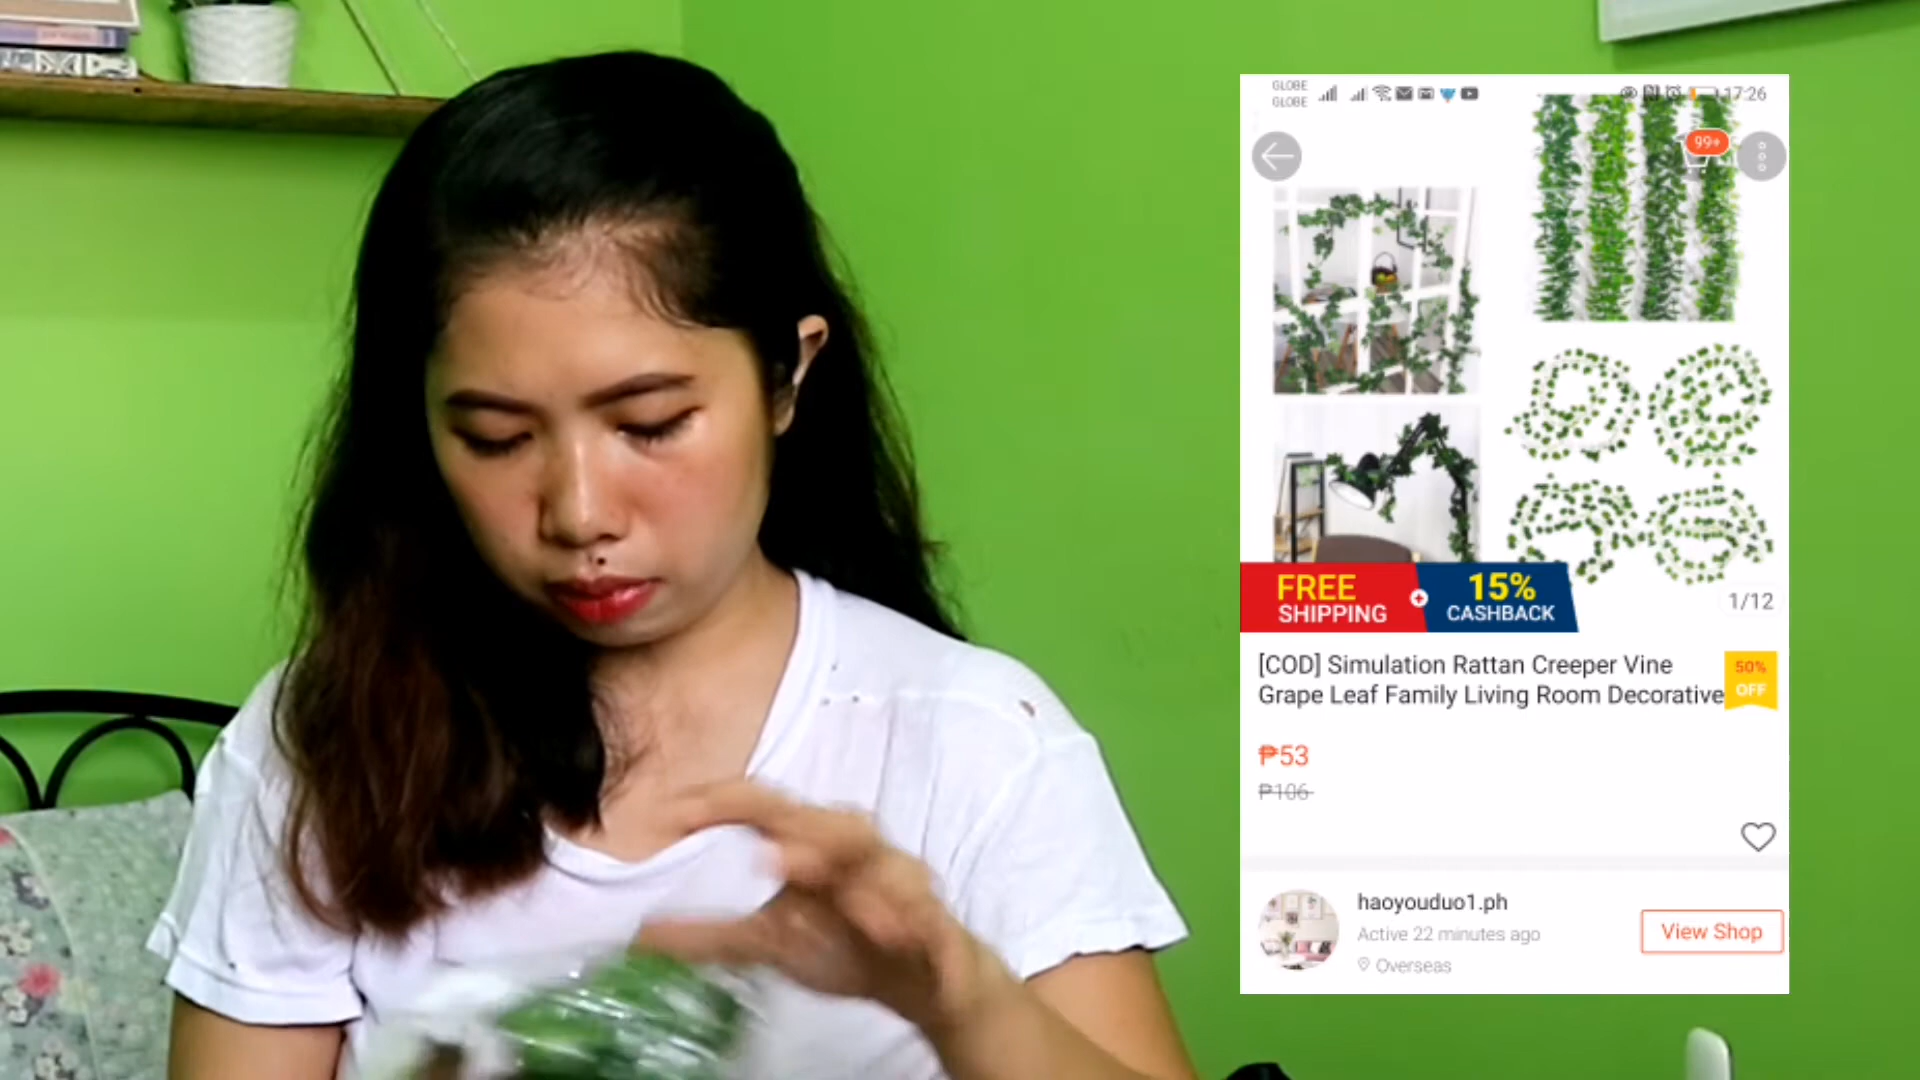 GLOBE
GLOBE
17:26
99+
FREE
SHIPPING
15%
CASHBACK
1/12
[COD] Simulation Rattan Creeper Vine
Grape Leaf Family Living Room Decorative
50%
OFF
₱53
₱106
haoyouduo1.ph
Active 22 minutes ago
Overseas
View Shop